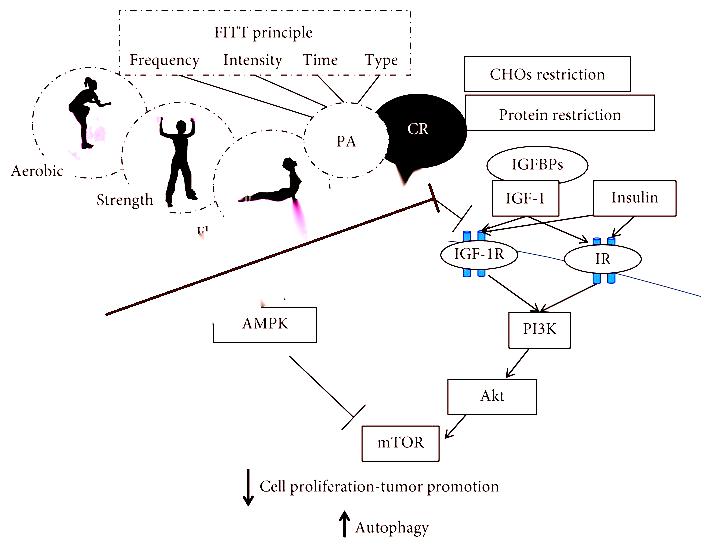 FITT principle
Frequency Intensity Time Type
CHOs restriction
Protein restriction
CR
PA
Aerobic
Strength
IGFBPs
IGF-1
Insulin
IGF-1R
IR
AMPK
PI3K
Akt
mTOR
Cell proliferation-tumor promotion
Autophagy